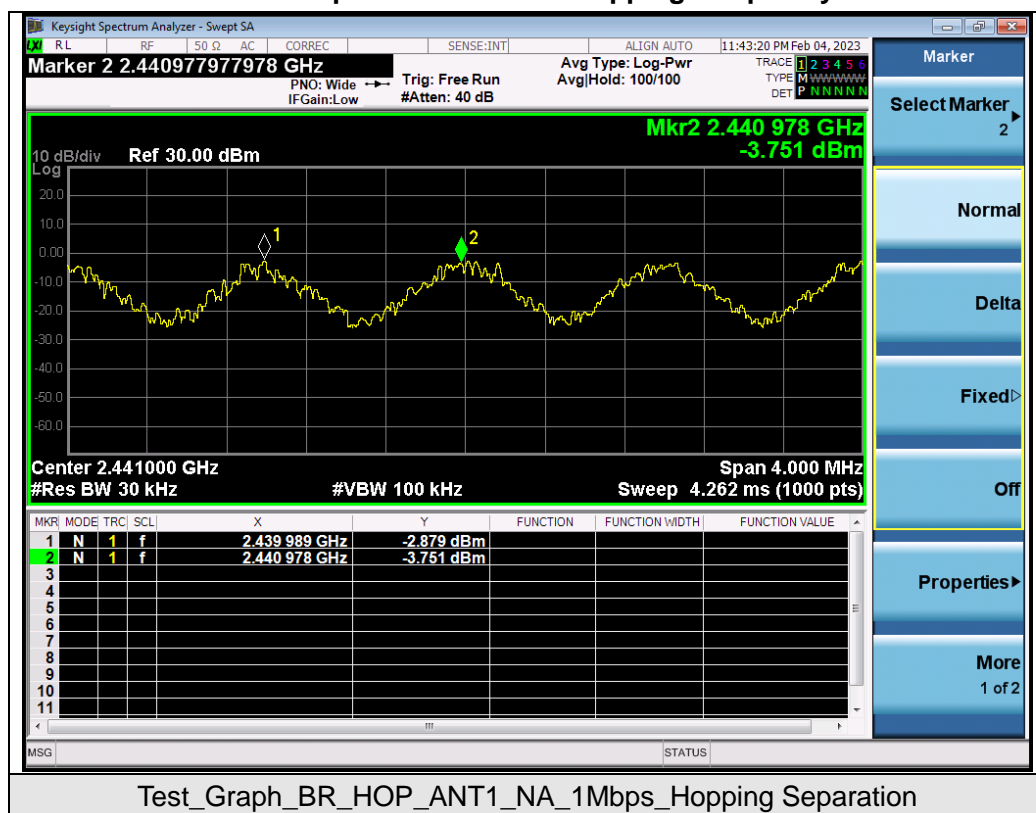 Keysight Spectrum Analyzer - Swept SA
LXI RL RF 50 Ω AC CORREC SENSE:INT ALIGN AUTO 11:43:20 PM Feb 04, 2023
Marker 2 2.440977977978 GHz
PNO: Wide
IFGain:Low
Trig: Free Run
#Atten: 40 dB
Avg Type: Log-Pwr
Avg|Hold: 100/100
TRACE 1 2 3 4 5 6
TYPE M WWWWW
DET P N N N N N
Mkr2 2.440 978 GHz
-3.751 dBm
10 dB/div Ref 30.00 dBm
Log
20.0
10.0
0.00
-10.0
-20.0
-30.0
-40.0
-50.0
-60.0
1
2
Center 2.441000 GHz Span 4.000 MHz
#Res BW 30 kHz #VBW 100 kHz Sweep 4.262 ms (1000 pts)
MKR MODE TRC SCL X Y FUNCTION FUNCTION WIDTH FUNCTION VALUE
1 N 1 f 2.439 989 GHz -2.879 dBm
2 N 1 f 2.440 978 GHz -3.751 dBm
3
4
5
6
7
8
9
10
11
MSG STATUS
Marker
Select Marker
2
Normal
Delta
Fixed
Off
Properties
More
1 of 2
Test_Graph_BR_HOP_ANT1_NA_1Mbps_Hopping Separation